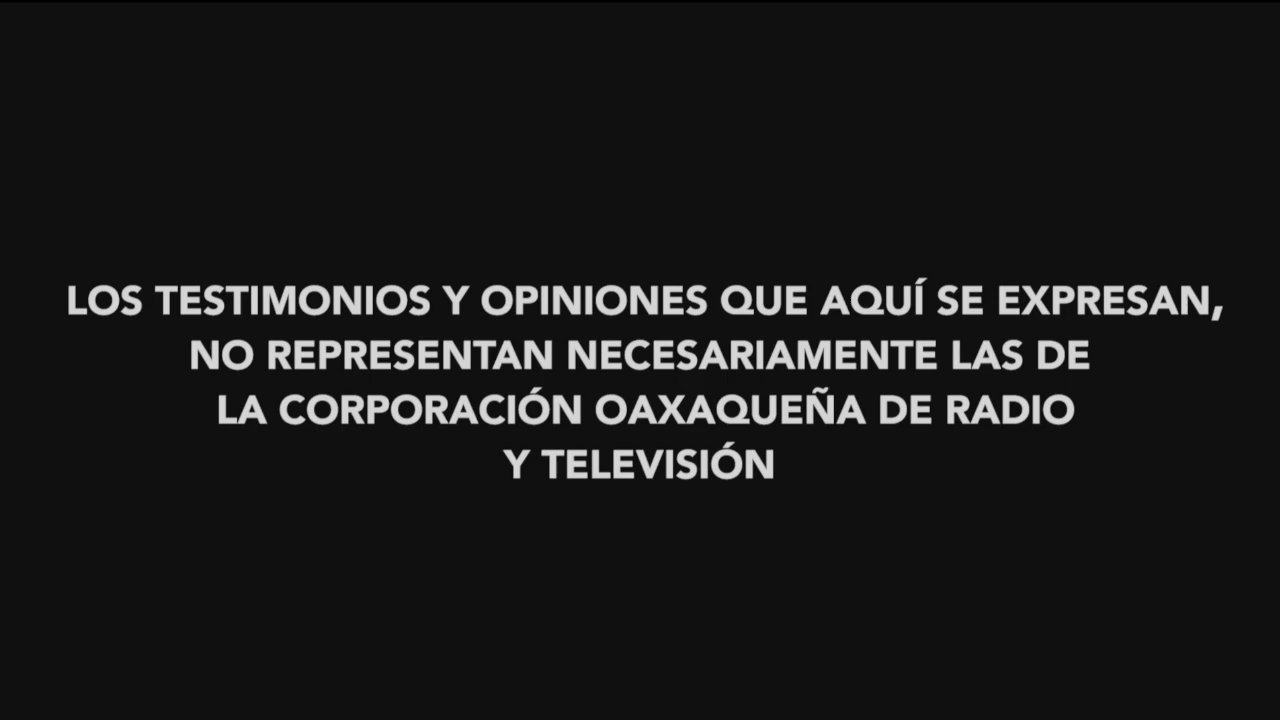 LOS TESTIMONIOS Y OPINIONES QUE AQUÍ SE EXPRESAN,
NO REPRESENTAN NECESARIAMENTE LAS DE
LA CORPORACIÓN OAXAQUEÑA DE RADIO
Y TELEVISIÓN